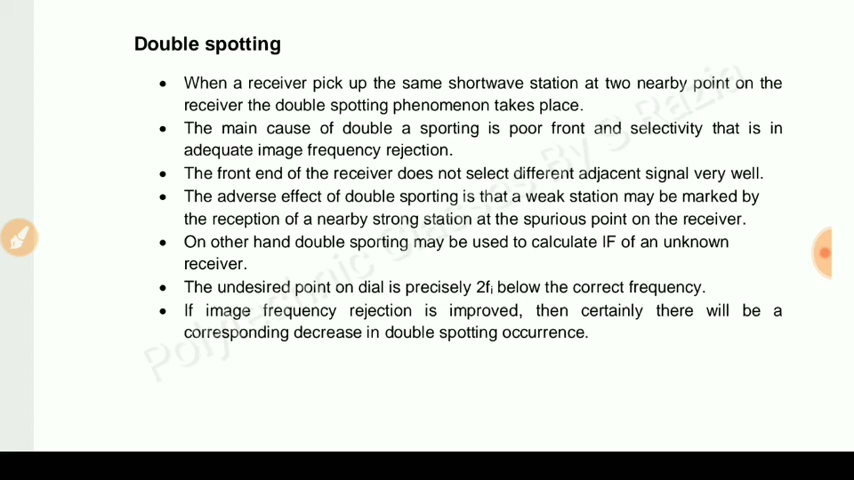 Double spotting
• When a receiver pick up the same shortwave station at two nearby point on the
receiver the double spotting phenomenon takes place.
• The main cause of double a sporting is poor front and selectivity that is in
adequate image frequency rejection.
• The front end of the receiver does not select different adjacent signal very well.
• The adverse effect of double sporting is that a weak station may be marked by
the reception of a nearby strong station at the spurious point on the receiver.
• On other hand double sporting may be used to calculate IF of an unknown
receiver.
• The undesired point on dial is precisely 2fi below the correct frequency.
• If image frequency rejection is improved, then certainly there will be a
corresponding decrease in double spotting occurrence.
Polytechnic Classes By S Razia